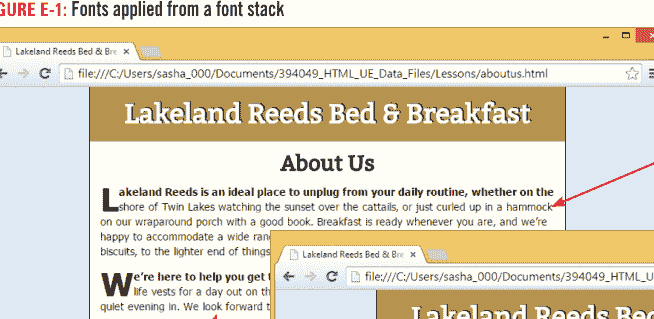 GURE E-1: Fonts applied from a font stack
Lakeland Reeds Bed & Bre
file:///C:/Users/sasha_000/Documents/394049_HTML_UE_Data_Files/Lessons/aboutus.html
Lakeland Reeds Bed & Breakfast
About Us
Lakeland Reeds is an ideal place to unplug from your daily routine, whether on the
shore of Twin Lakes watching the sunset over the cattails, or just curled up in a hammock
on our wraparound porch with a good book. Breakfast is ready whenever you are, and we're
happy to accommodate a wide ran
biscuits, to the lighter end of things
We're here to help you get
life vests for a day out on th
quiet evening in. We look forward t
Lakeland Reeds Bed & Bre
file:///C:/Users/sasha_000/Documents/394049_HTML_U
Lakeland Reeds Bed